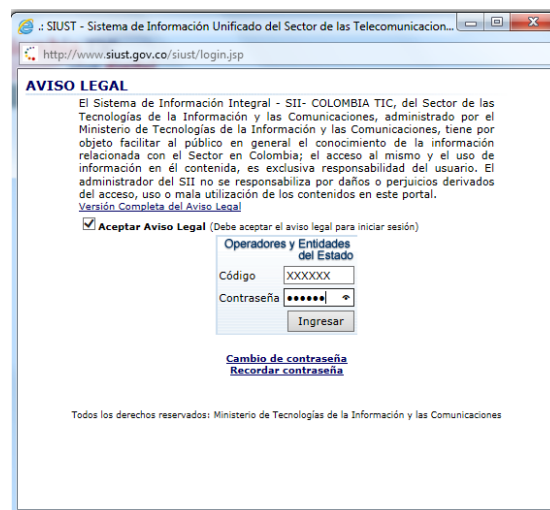 .: SIUST - Sistema de Información Unificado del Sector de las Telecomunicacion...
http://www.siust.gov.co/siust/login.jsp
AVISO LEGAL
El Sistema de Información Integral - SII- COLOMBIA TIC, del Sector de las
Tecnologías de la Información y las Comunicaciones, administrado por el
Ministerio de Tecnologías de la Información y las Comunicaciones, tiene por
objeto facilitar al público en general el conocimiento de la información
relacionada con el Sector en Colombia; el acceso al mismo y el uso de
información en él contenida, es exclusiva responsabilidad del usuario. El
administrador del SII no se responsabiliza por daños o perjuicios derivados
del acceso, uso o mala utilización de los contenidos en este portal.
Versión Completa del Aviso Legal
Aceptar Aviso Legal (Debe aceptar el aviso legal para iniciar sesión)
Operadores y Entidades
del Estado
Código XXXXXX
Contraseña ••••••
Ingresar
Cambio de contraseña
Recordar contraseña
Todos los derechos reservados: Ministerio de Tecnologías de la Información y las Comunicaciones